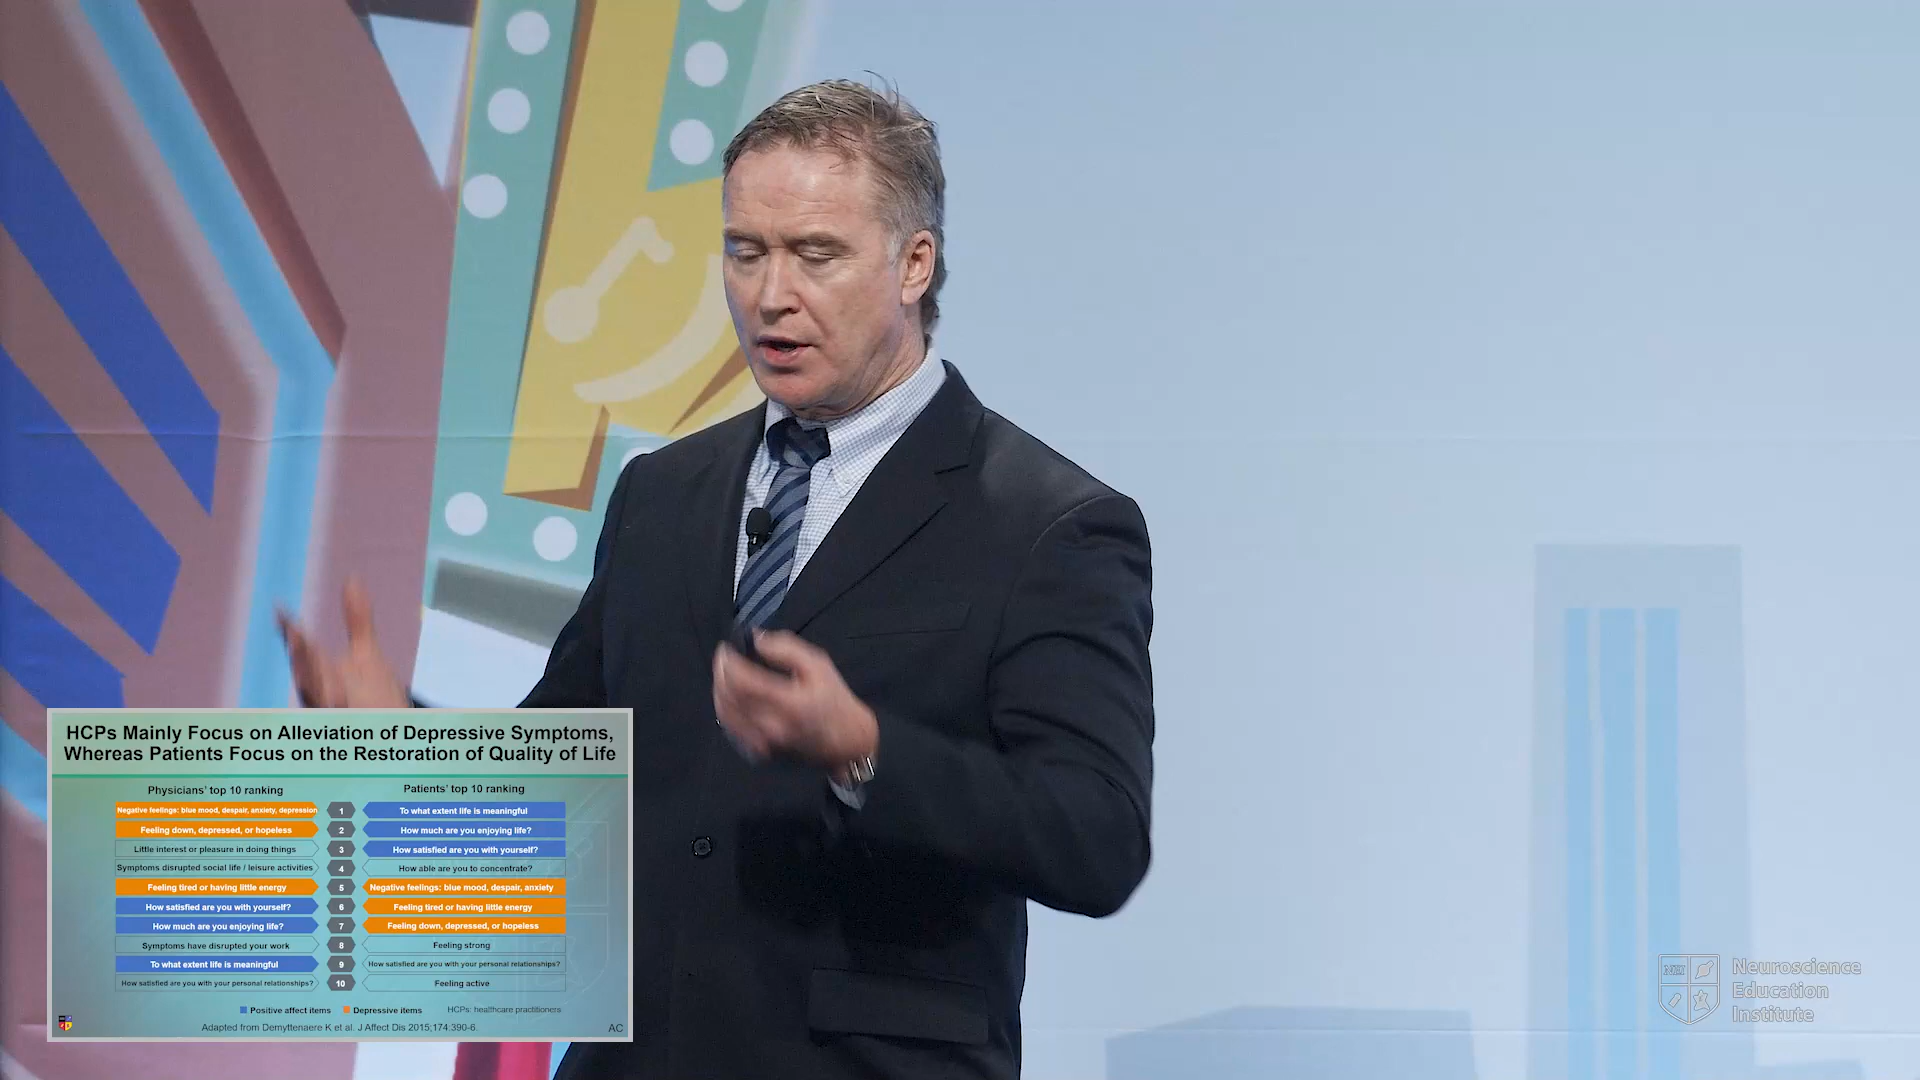 HCPs Mainly Focus on Alleviation of Depressive Symptoms,
Whereas Patients Focus on the Restoration of Quality of Life
Physicians' top 10 ranking
Patients' top 10 ranking
Negative feelings: blue mood, despair, anxiety, depression 1 To what extent life is meaningful
Feeling down, depressed, or hopeless 2 How much are you enjoying life?
Little interest or pleasure in doing things 3 How satisfied are you with yourself?
Symptoms disrupted social life / leisure activities 4 How able are you to concentrate?
Feeling tired or having little energy 5 Negative feelings: blue mood, despair, anxiety
How satisfied are you with yourself? 6 Feeling tired or having little energy
How much are you enjoying life? 7 Feeling down, depressed, or hopeless
Symptoms have disrupted your work 8 Feeling strong
To what extent life is meaningful 9 How satisfied are you with your personal relationships?
How satisfied are you with your personal relationships? 10 Feeling active
Positive affect items Depressive items HCPs: healthcare practitioners
Adapted from Demyttenaere K et al. J Affect Dis 2015;174:390-6.
AC
NEI
Neuroscience
Education
Institute